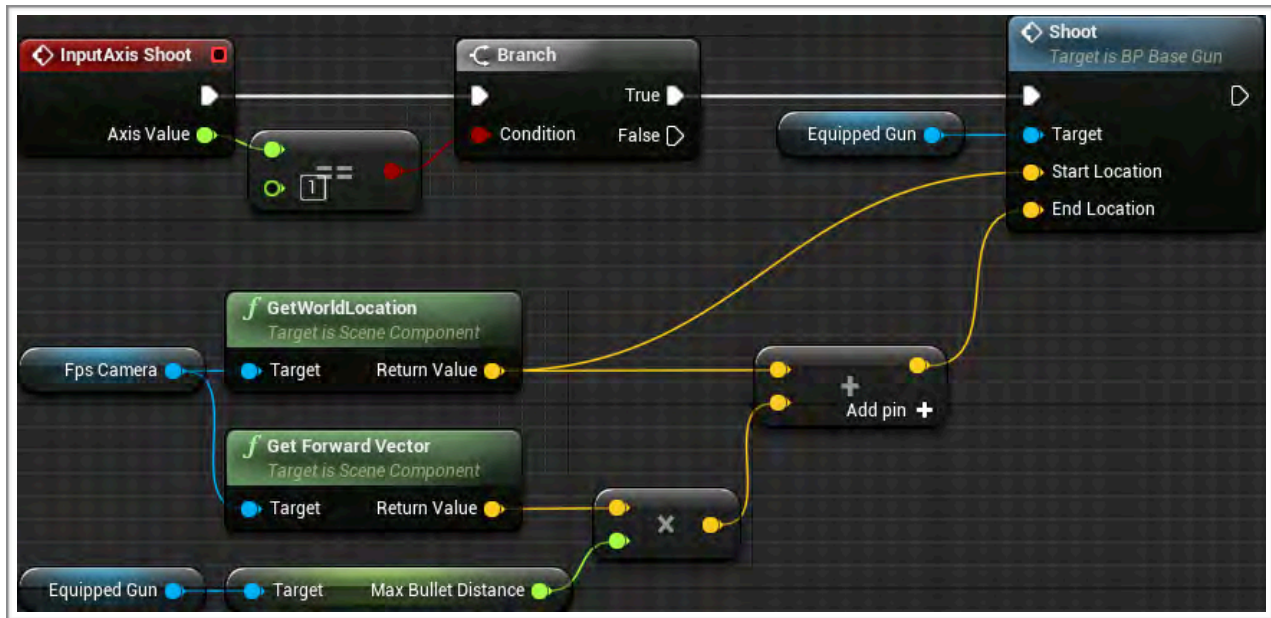 InputAxis Shoot
Axis Value
==
1
Branch
Condition
True
False
Shoot
Target is BP Base Gun
Equipped Gun
Target
Start Location
End Location
GetWorldLocation
Target is Scene Component
Fps Camera
Target
Return Value
+
Add pin +
f Get Forward Vector
Target is Scene Component
Target
Return Value
×
Equipped Gun
Target
Max Bullet Distance